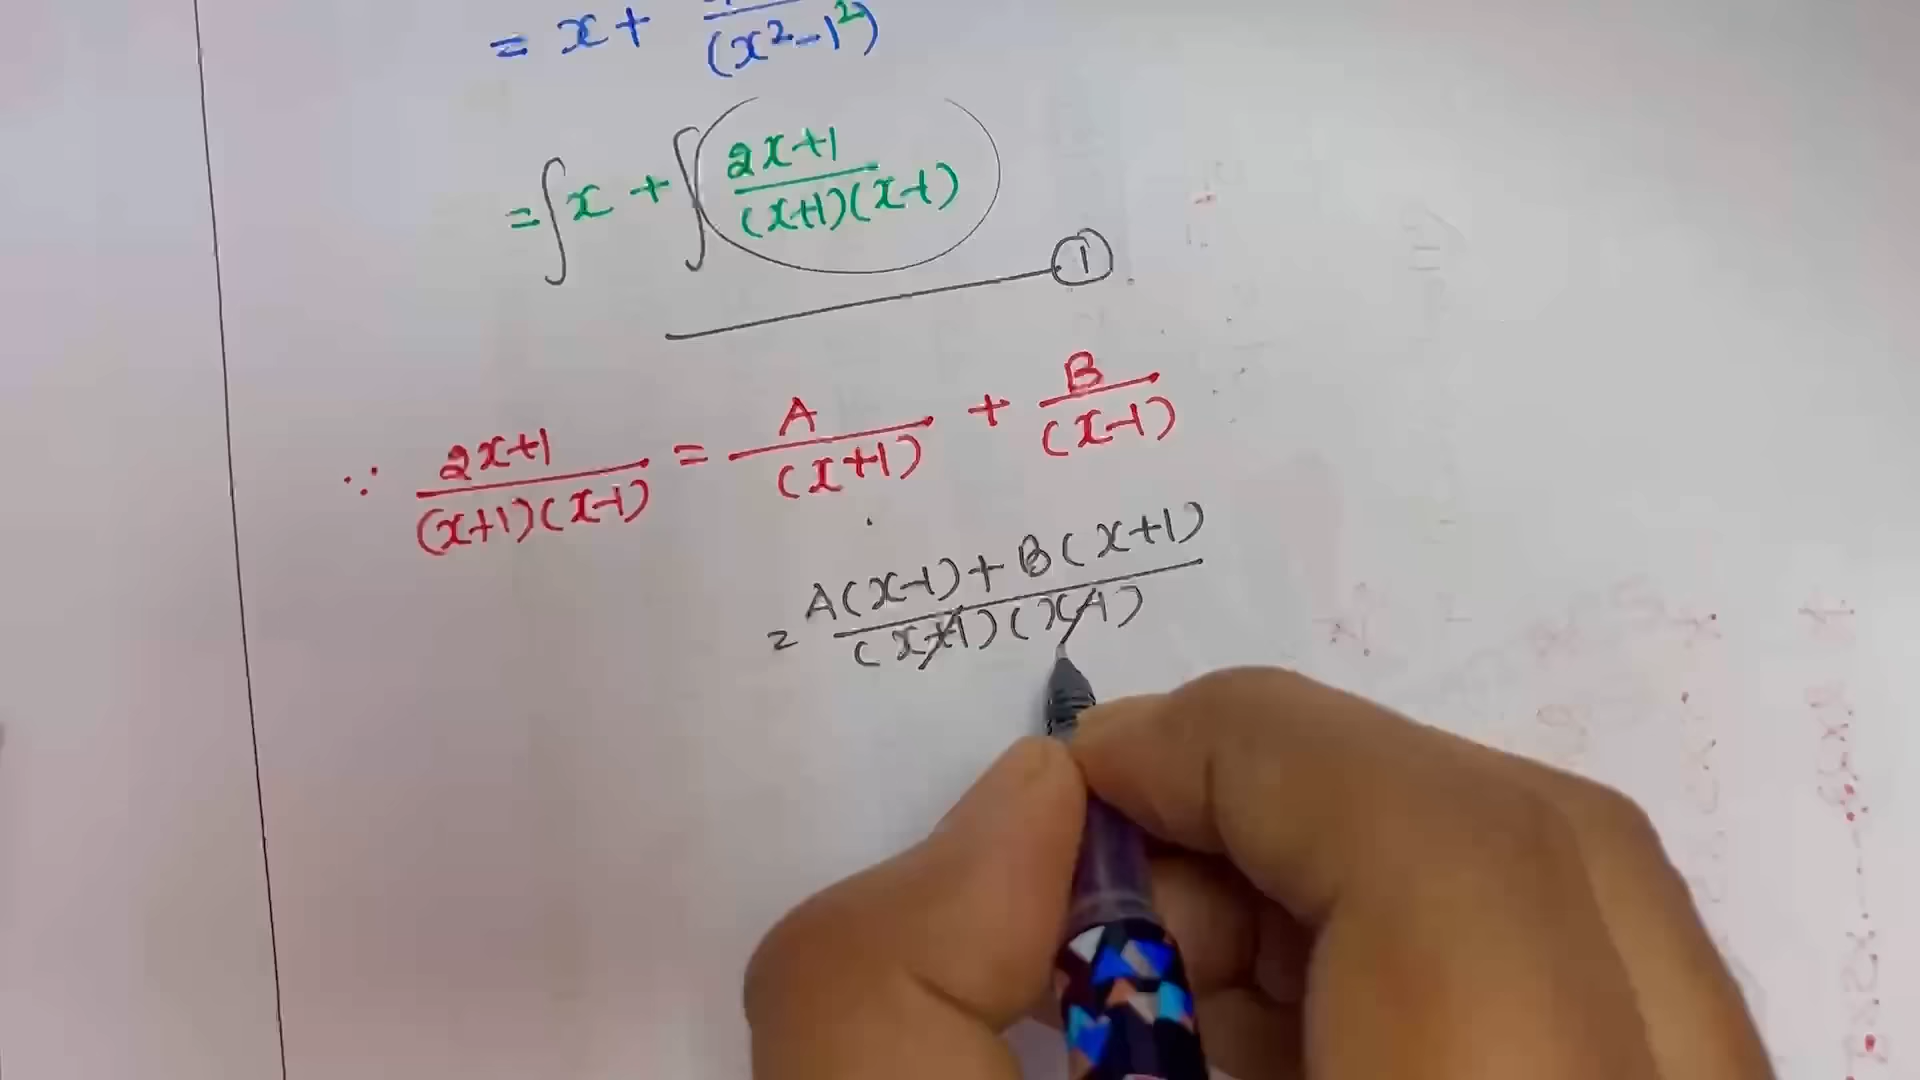 = x + ―/(x²-1²)
= ∫x + ∫ (2x+1)/((x+1)(x-1))
①
∵ (2x+1)/((x+1)(x-1)) = A/(x+1) + B/(x-1)
= (A(x-1) + B(x+1))/((x+1)(x-1))